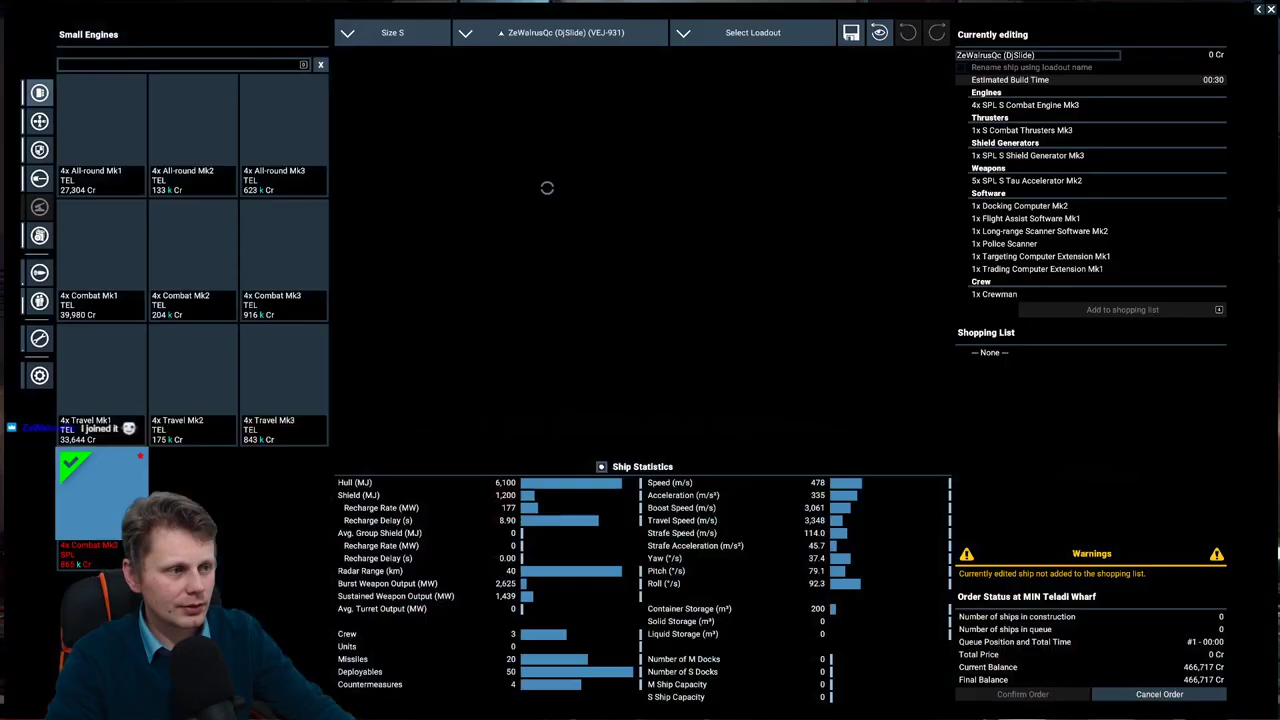 Small Engines
x
4x All-round Mk1
TEL
27,304 Cr
4x All-round Mk2
TEL
133 k Cr
4x All-round Mk3
TEL
623 k Cr
4x Combat Mk1
TEL
39,980 Cr
4x Combat Mk2
TEL
204 k Cr
4x Combat Mk3
TEL
916 k Cr
4x Travel Mk1
TEL
33,644 Cr
4x Travel Mk2
TEL
175 k Cr
4x Travel Mk3
TEL
843 k Cr
I joined it
SPL
865 k Cr
Size S
ZeWalrusQc (DjSlide) (VEJ-931)
Select Loadout
Ship Statistics
Hull (MJ) 6,100
Shield (MJ) 1,200
Recharge Rate (MW) 177
Recharge Delay (s) 8.90
Avg. Group Shield (MJ) 0
Recharge Rate (MW) 0
Recharge Delay (s) 0.00
Radar Range (km) 40
Burst Weapon Output (MW) 2,625
Sustained Weapon Output (MW) 1,439
Avg. Turret Output (MW) 0
Crew 3
Units 0
Missiles 20
Deployables 50
Countermeasures 4
Speed (m/s) 478
Acceleration (m/s²) 335
Boost Speed (m/s) 3,061
Travel Speed (m/s) 3,348
Strafe Speed (m/s) 114.0
Strafe Acceleration (m/s²) 45.7
Yaw (°/s) 37.4
Pitch (°/s) 79.1
Roll (°/s) 92.3
Container Storage (m³) 200
Solid Storage (m³) 0
Liquid Storage (m³) 0
Number of M Docks 0
Number of S Docks 0
M Ship Capacity 0
S Ship Capacity 0
Currently editing
ZeWalrusQc (DjSlide) 0 Cr
Rename ship using loadout name
Estimated Build Time 00:30
Engines
4x SPL S Combat Engine Mk3
Thrusters
1x S Combat Thrusters Mk3
Shield Generators
1x SPL S Shield Generator Mk3
Weapons
5x SPL S Tau Accelerator Mk2
Software
1x Docking Computer Mk2
1x Flight Assist Software Mk1
1x Long-range Scanner Software Mk2
1x Police Scanner
1x Targeting Computer Extension Mk1
1x Trading Computer Extension Mk1
Crew
1x Crewman
Add to shopping list
Shopping List
--- None ---
Warnings
Currently edited ship not added to the shopping list.
Order Status at MIN Teladi Wharf
Number of ships in construction 0
Number of ships in queue 0
Queue Position and Total Time #1 - 00:00
Total Price 0 Cr
Current Balance 466,717 Cr
Final Balance 466,717 Cr
Confirm Order
Cancel Order